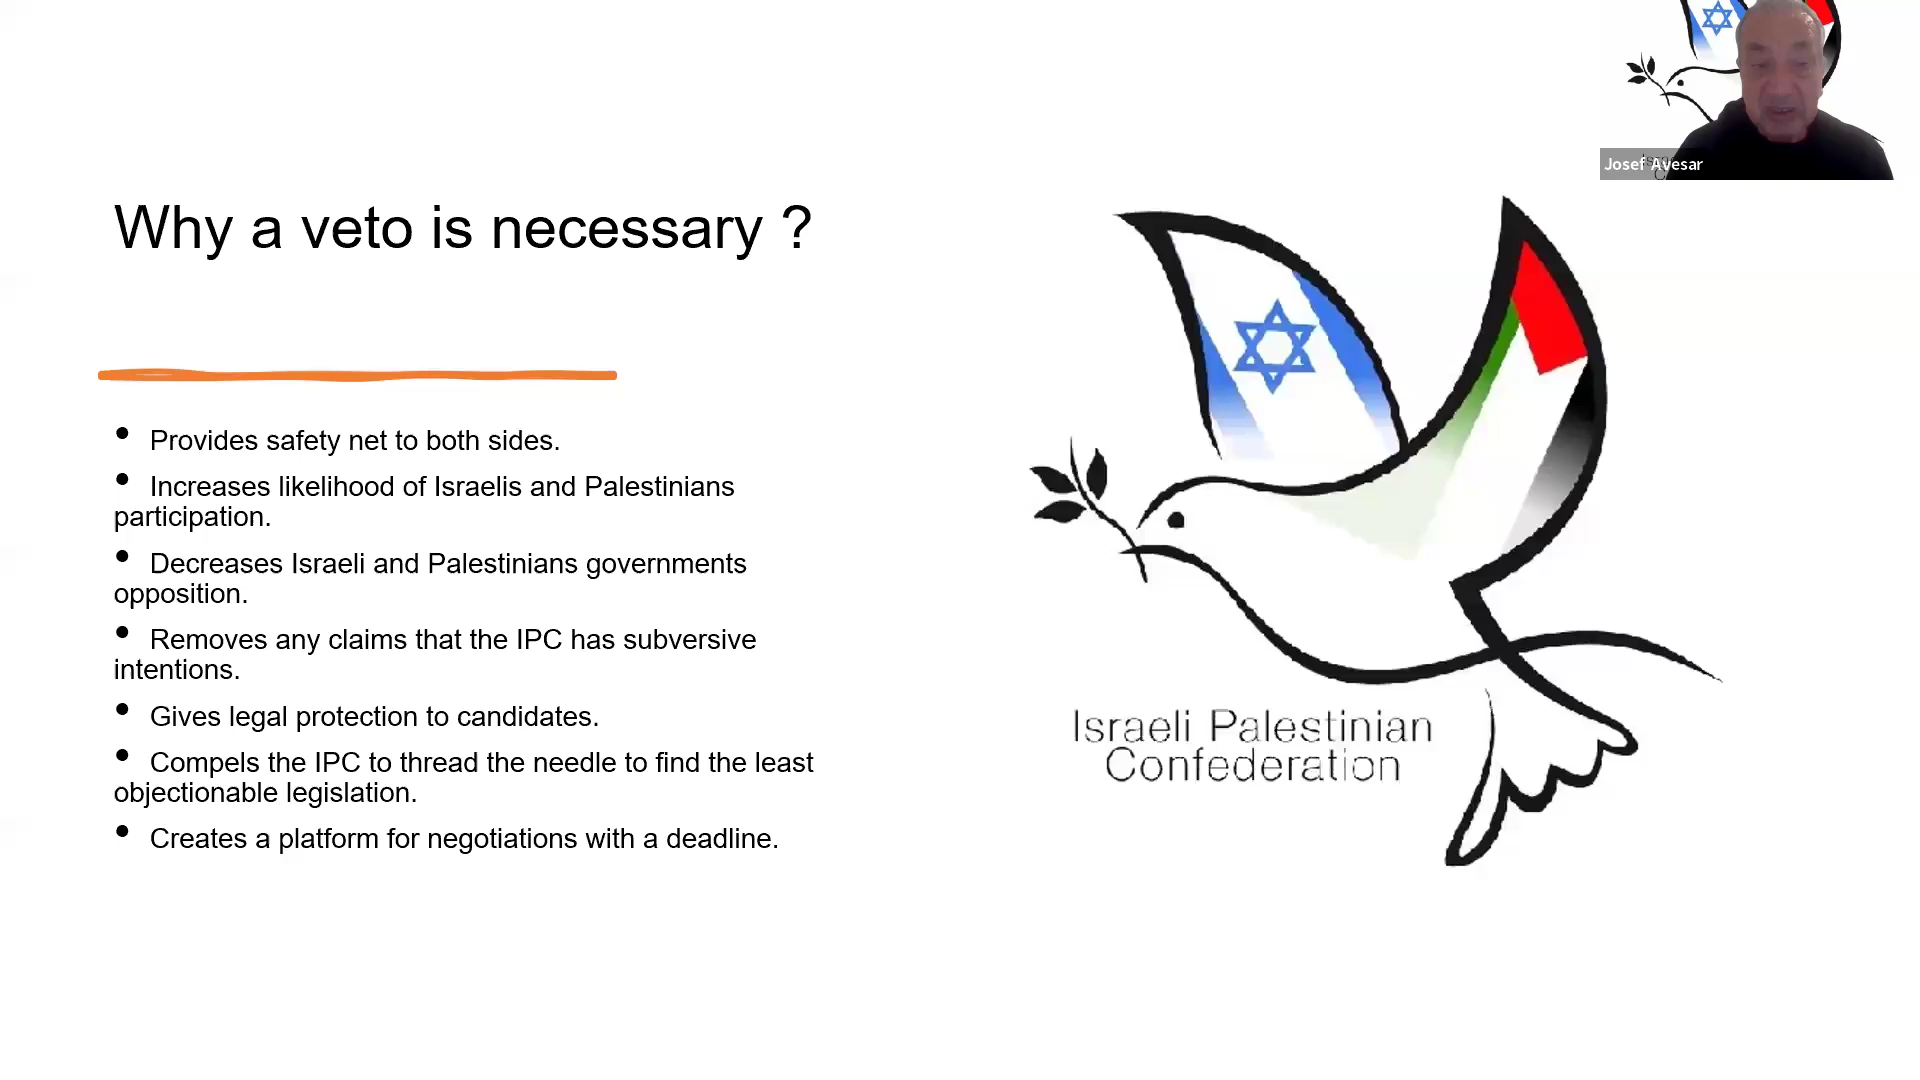 Why a veto is necessary ?
• Provides safety net to both sides.
• Increases likelihood of Israelis and Palestinians
participation.
• Decreases Israeli and Palestinians governments
opposition.
• Removes any claims that the IPC has subversive
intentions.
• Gives legal protection to candidates.
• Compels the IPC to thread the needle to find the least
objectionable legislation.
• Creates a platform for negotiations with a deadline.
Israeli Palestinian
Confederation
Josef Avesar